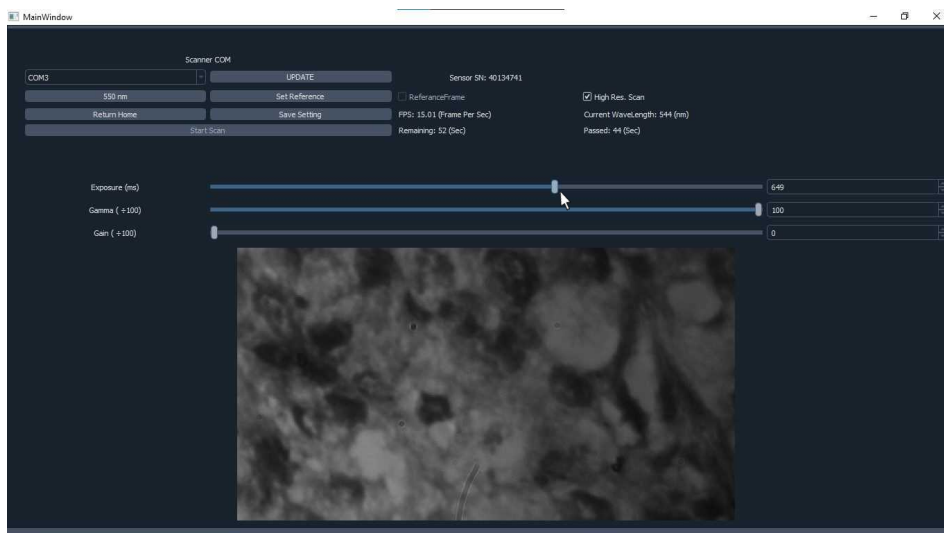 MainWindow
Scanner COM
COM3 UPDATE Sensor SN: 40134741
550 nm Set Reference ReferanceFrame High Res. Scan
Return Home Save Setting FPS: 15.01 (Frame Per Sec) Current WaveLength: 544 (nm)
Start Scan Remaining: 52 (Sec) Passed: 44 (Sec)
Exposure (ms) 649
Gamma ( ÷100) 100
Gain ( ÷100) 0